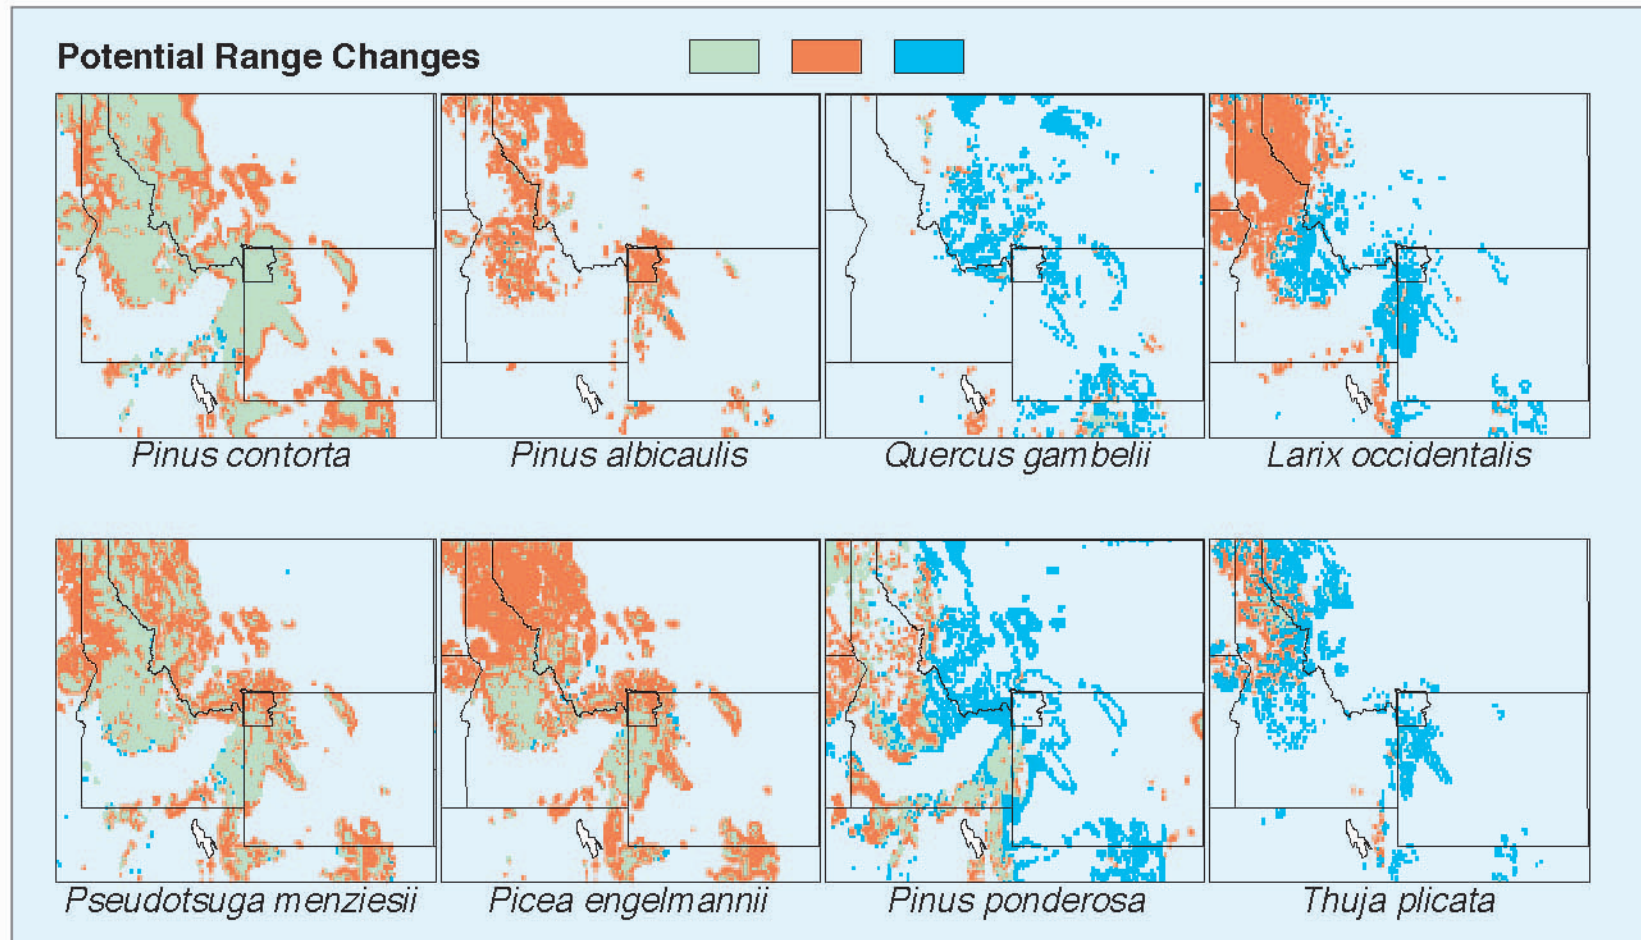 Potential Range Changes
Pinus contorta
Pinus albicaulis
Quercus gambelii
Larix occidentalis
Pseudotsuga menziesii
Picea engelmannii
Pinus ponderosa
Thuja plicata